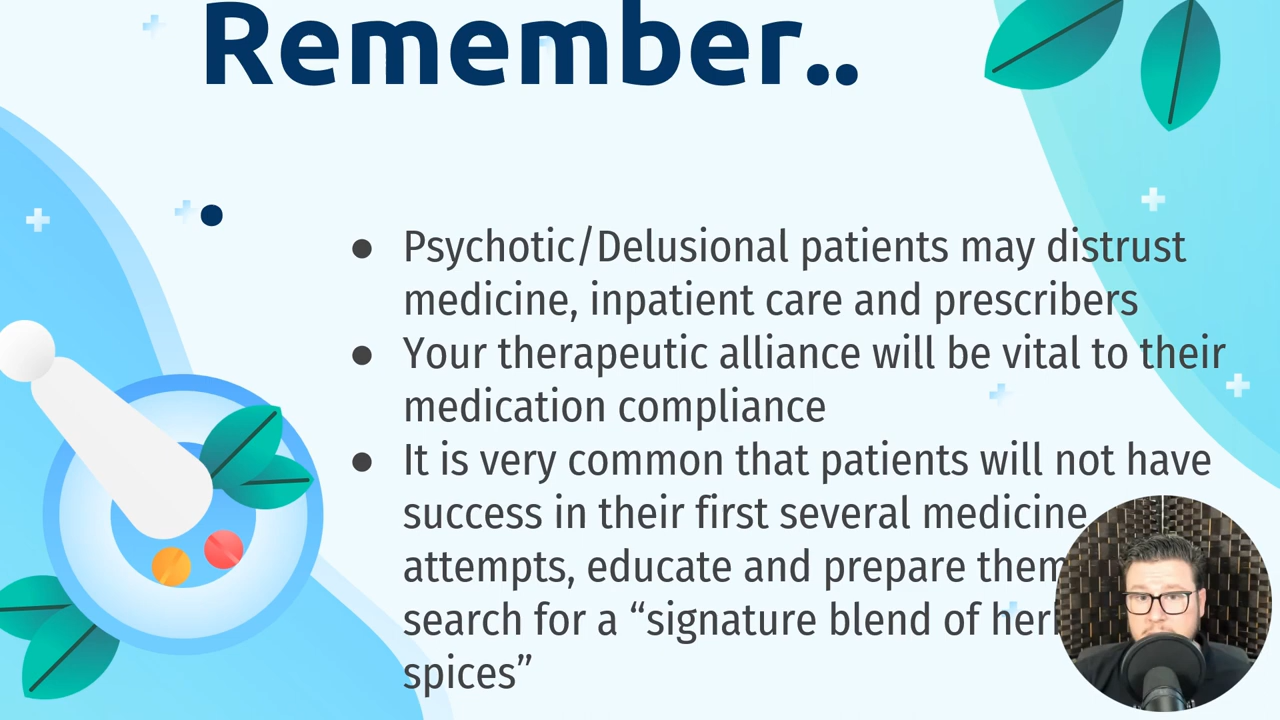 Remember..
● Psychotic/Delusional patients may distrust
medicine, inpatient care and prescribers
● Your therapeutic alliance will be vital to their
medication compliance
● It is very common that patients will not have
success in their first several medicine
attempts, educate and prepare them
search for a “signature blend of
spices”